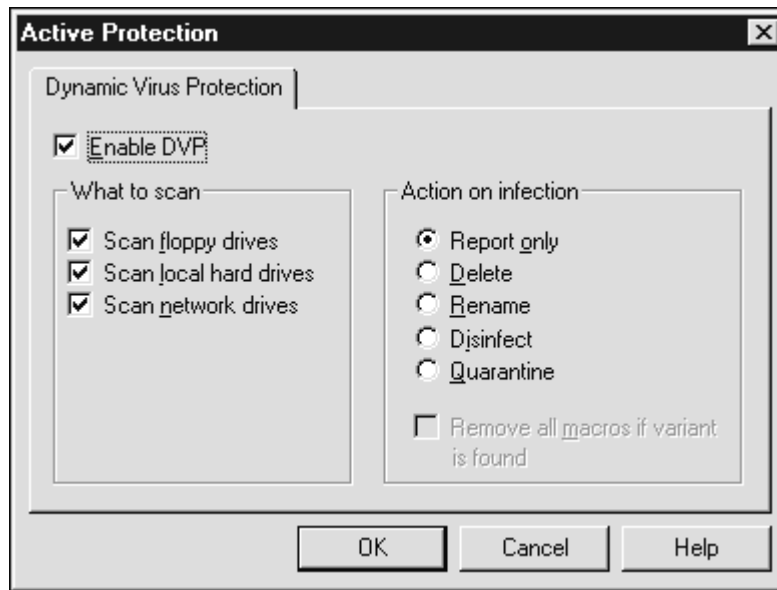 Active Protection
Dynamic Virus Protection
Enable DVP
What to scan
Scan floppy drives
Scan local hard drives
Scan network drives
Action on infection
Report only
Delete
Rename
Disinfect
Quarantine
Remove all macros if variant
is found
OK
Cancel
Help